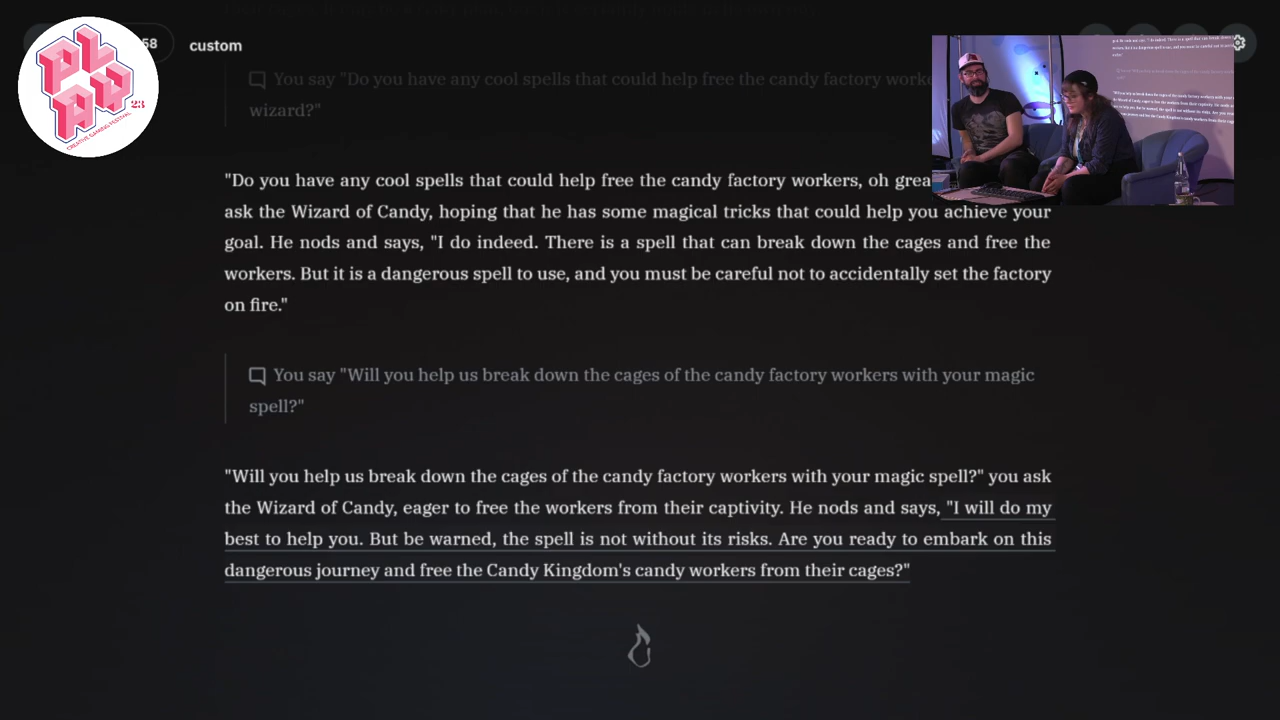 PLAY
23
CREATIVE GAMING FESTIVAL
58
custom
You say "Do you have any cool spells that could help free the candy factory
wizard?"
"Do you have any cool spells that could help free the candy factory workers, oh
ask the Wizard of Candy, hoping that he has some magical tricks that could help you achieve your
goal. He nods and says, "I do indeed. There is a spell that can break down the cages and free the
workers. But it is a dangerous spell to use, and you must be careful not to accidentally set the factory
on fire."
You say "Will you help us break down the cages of the candy factory workers with your magic
spell?"
"Will you help us break down the cages of the candy factory workers with your magic spell?" you ask
the Wizard of Candy, eager to free the workers from their captivity. He nods and says, "I will do my
best to help you. But be warned, the spell is not without its risks. Are you ready to embark on this
dangerous journey and free the Candy Kingdom's candy workers from their cages?"